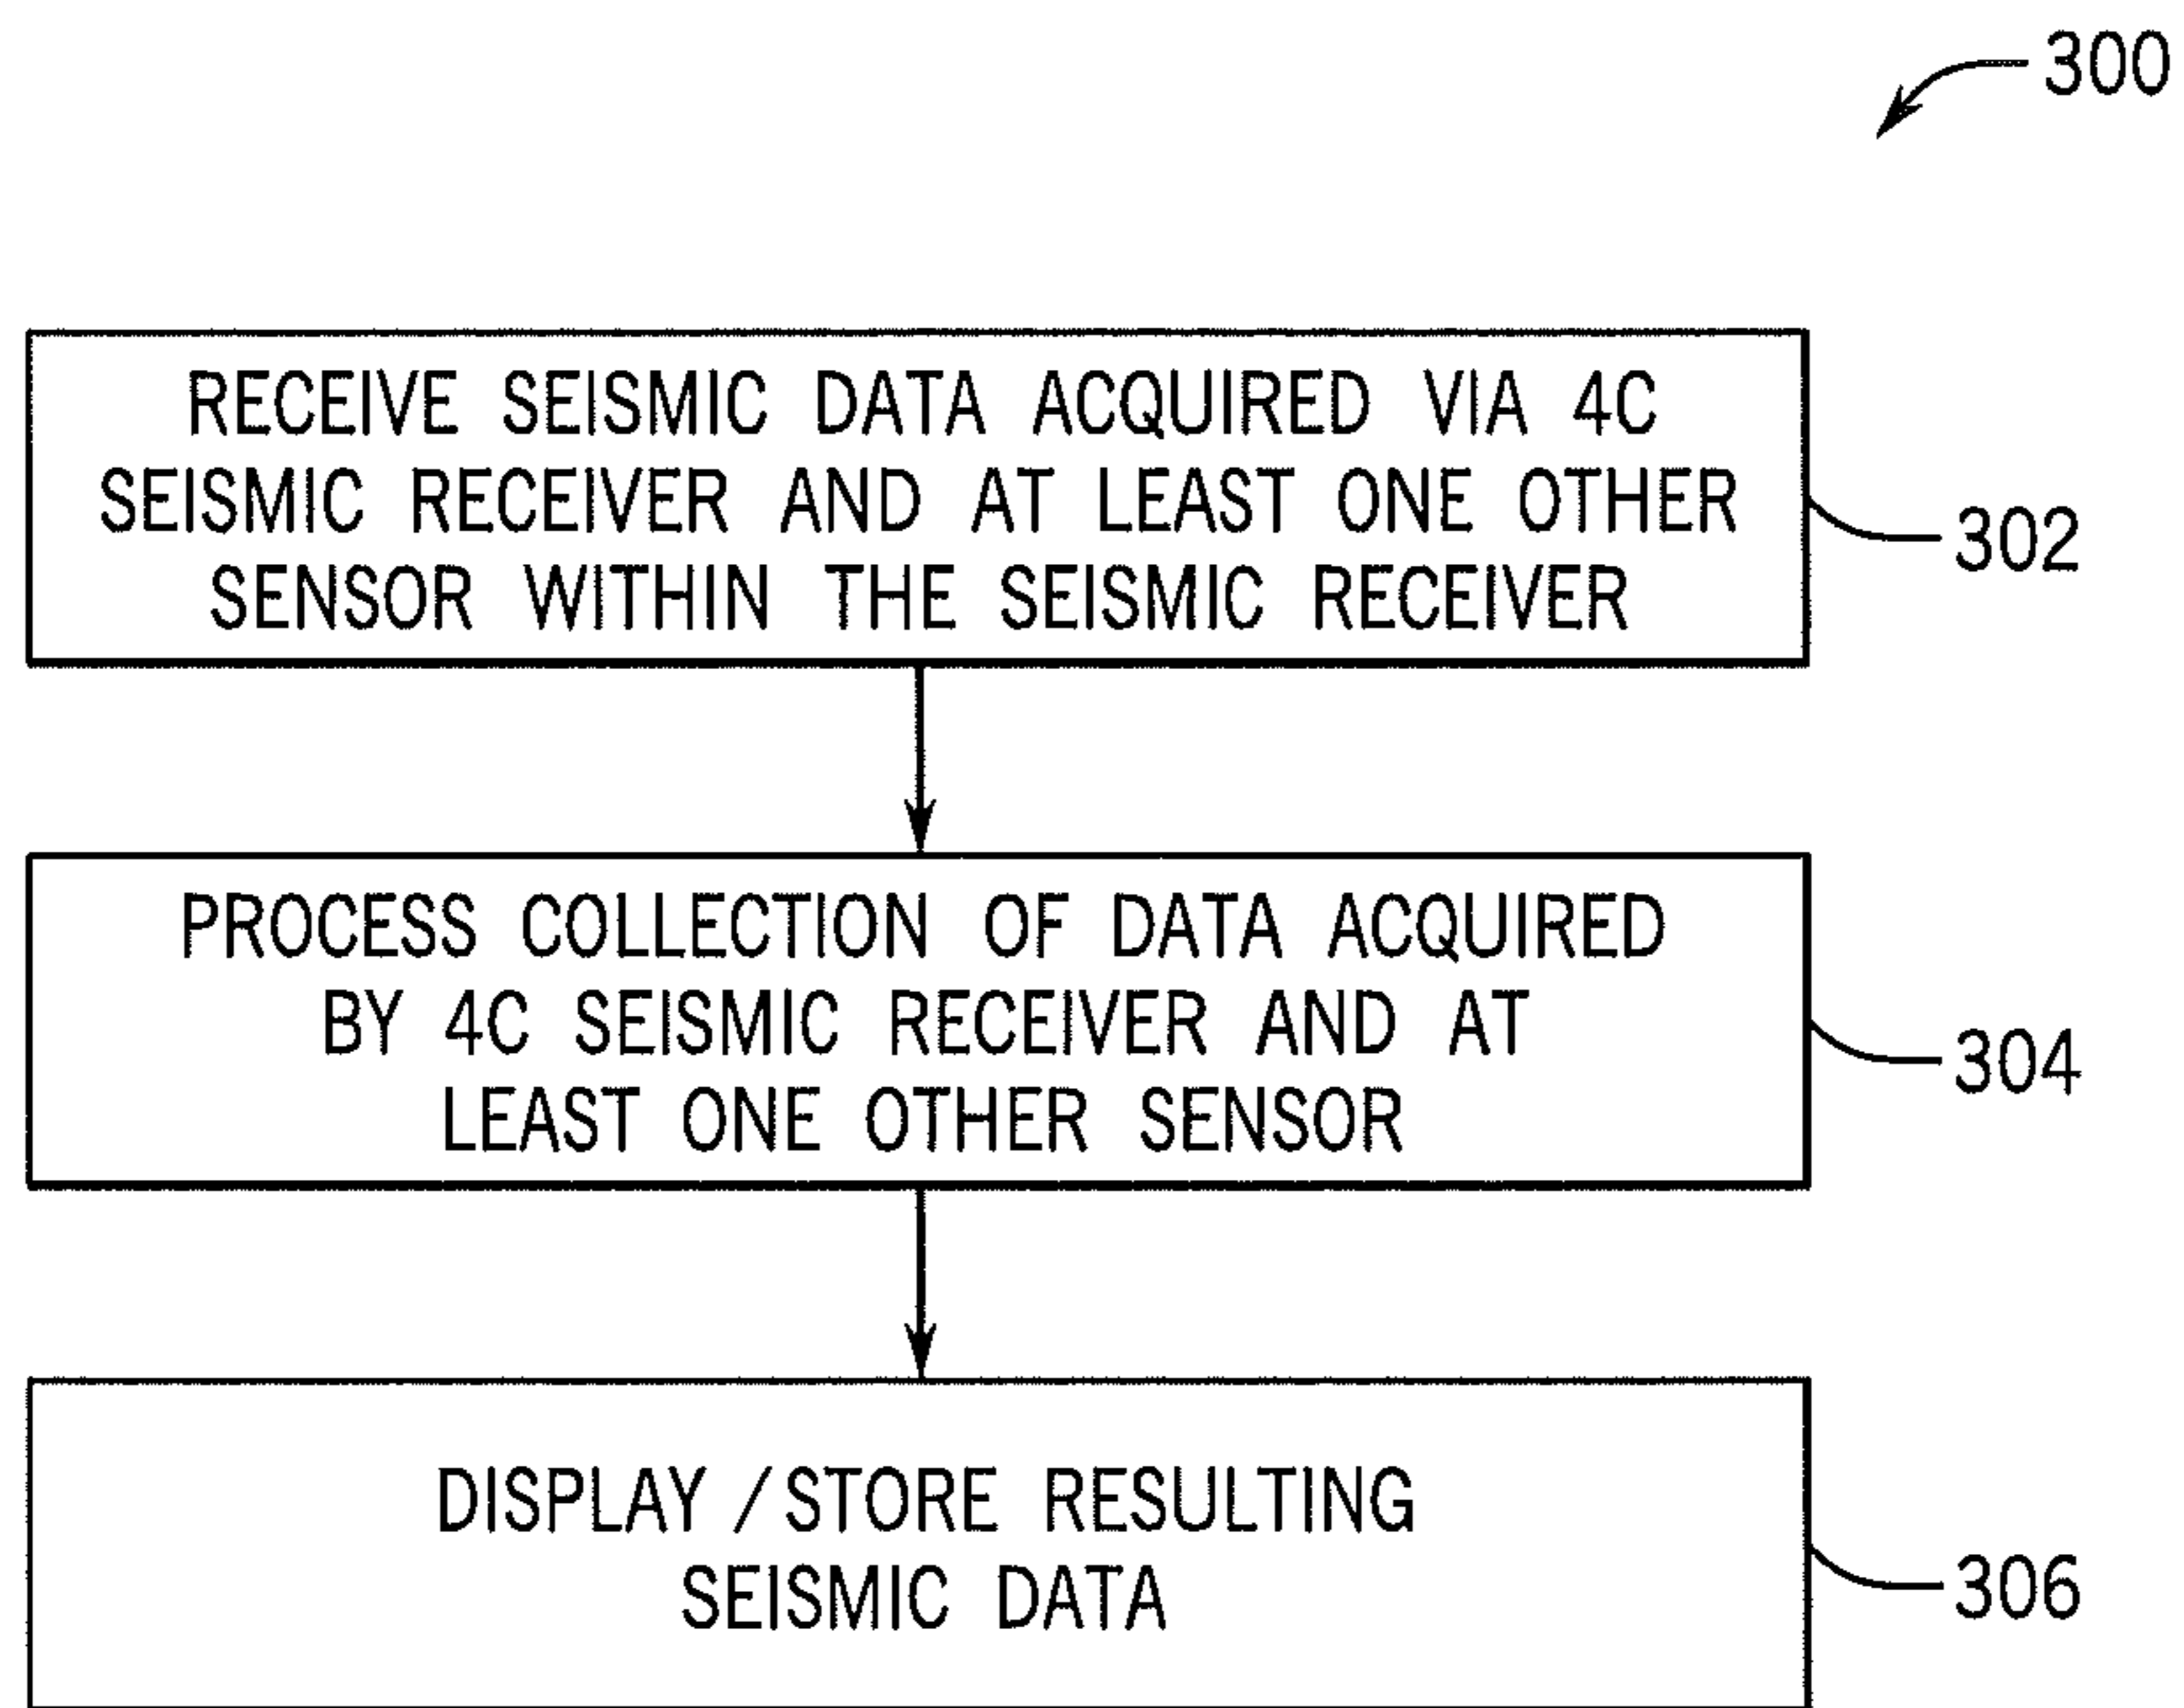 300
RECEIVE SEISMIC DATA ACQUIRED VIA 4C
SEISMIC RECEIVER AND AT LEAST ONE OTHER
SENSOR WITHIN THE SEISMIC RECEIVER
302
PROCESS COLLECTION OF DATA ACQUIRED
BY 4C SEISMIC RECEIVER AND AT
LEAST ONE OTHER SENSOR
304
DISPLAY/STORE RESULTING
SEISMIC DATA
306